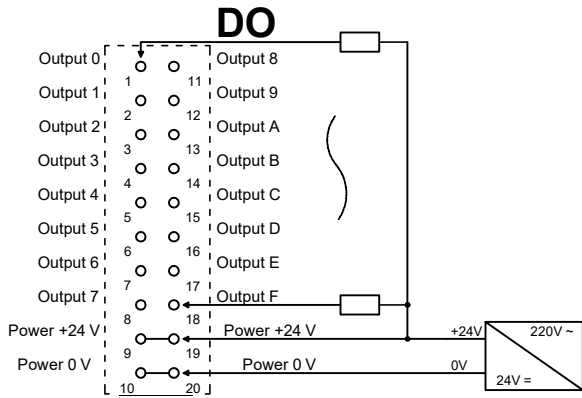 DO
Output 0 Output 8
1 11
Output 1 Output 9
2 12
Output 2 Output A
3 13
Output 3 Output B
4 14
Output 4 Output C
5 15
Output 5 Output D
6 16
Output 6 Output E
7 17
Output 7 Output F
8 18
Power +24 V Power +24 V +24V 220V ~
9 19
Power 0 V Power 0 V 0V
24V =
10 20